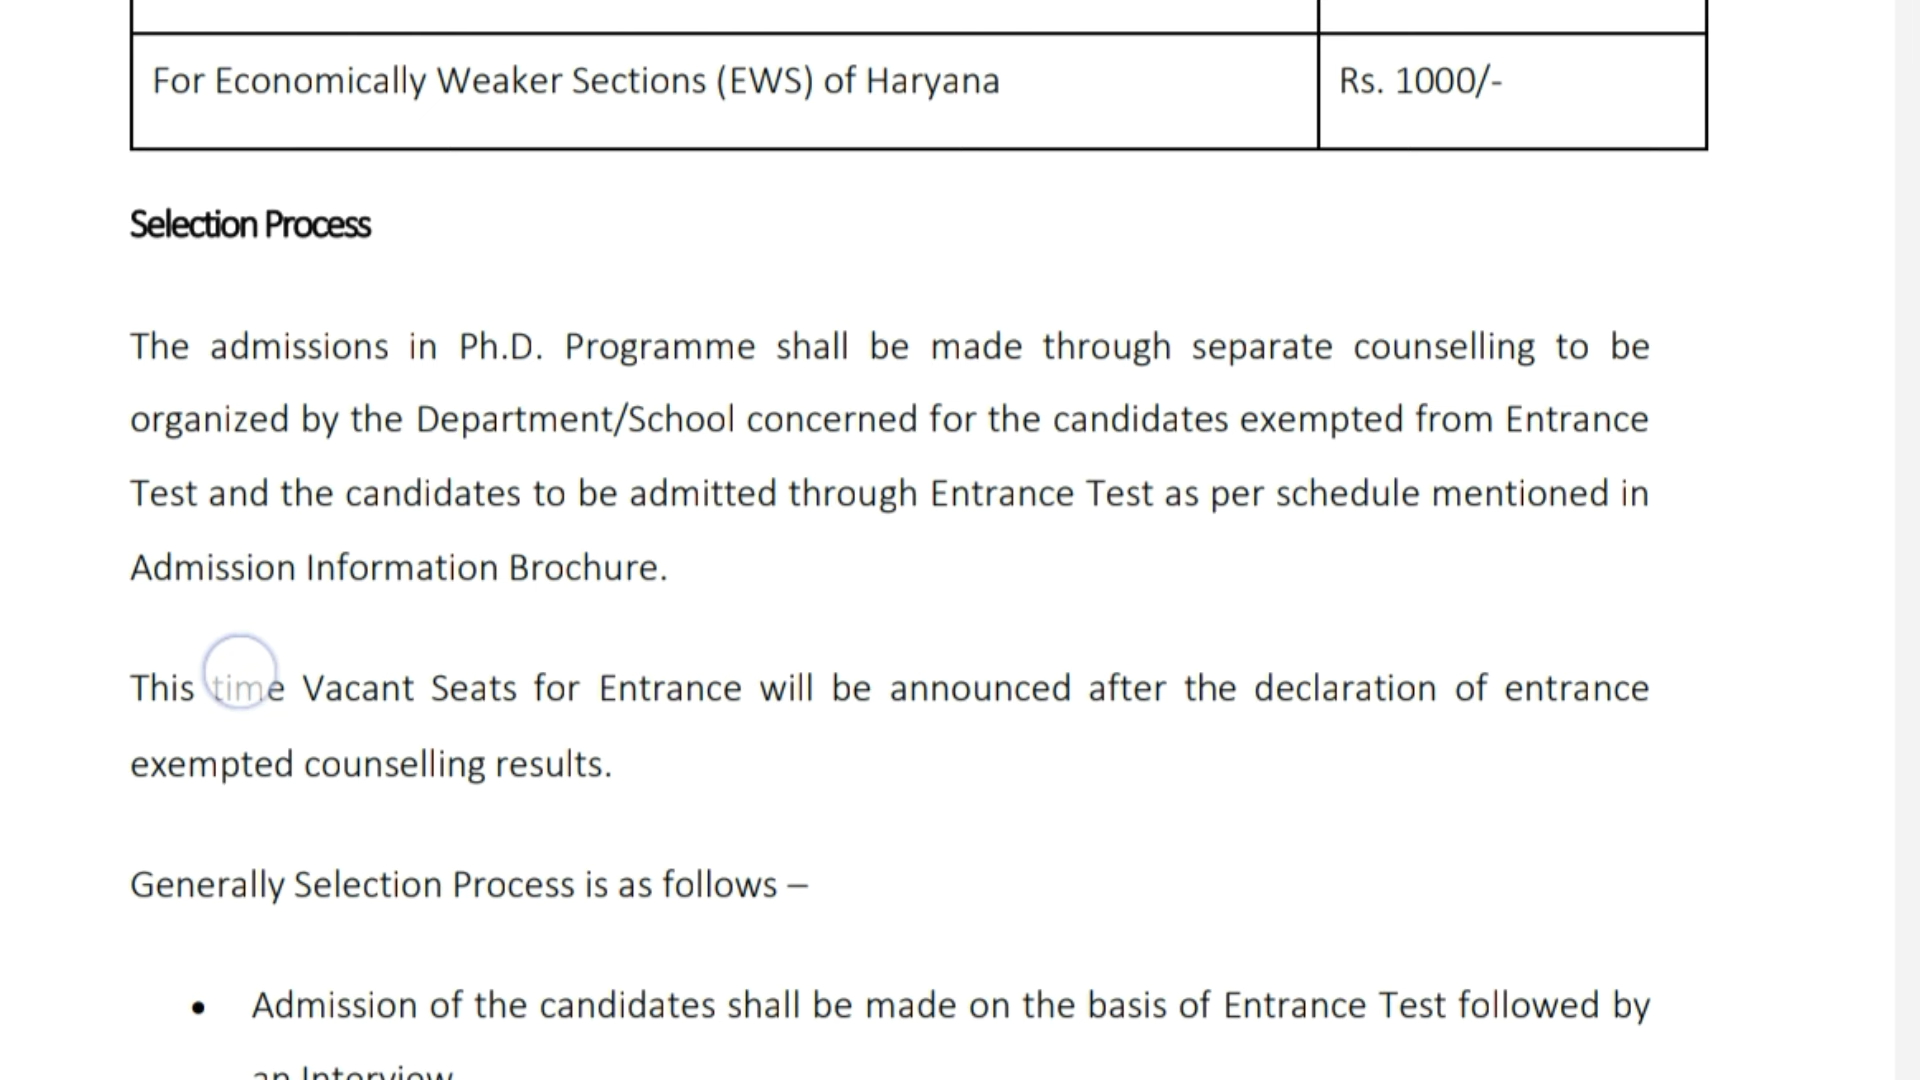 For Economically Weaker Sections (EWS) of Haryana Rs. 1000/-
Selection Process
The admissions in Ph.D. Programme shall be made through separate counselling to be
organized by the Department/School concerned for the candidates exempted from Entrance
Test and the candidates to be admitted through Entrance Test as per schedule mentioned in
Admission Information Brochure.
This time Vacant Seats for Entrance will be announced after the declaration of entrance
exempted counselling results.
Generally Selection Process is as follows –
• Admission of the candidates shall be made on the basis of Entrance Test followed by
an Interview